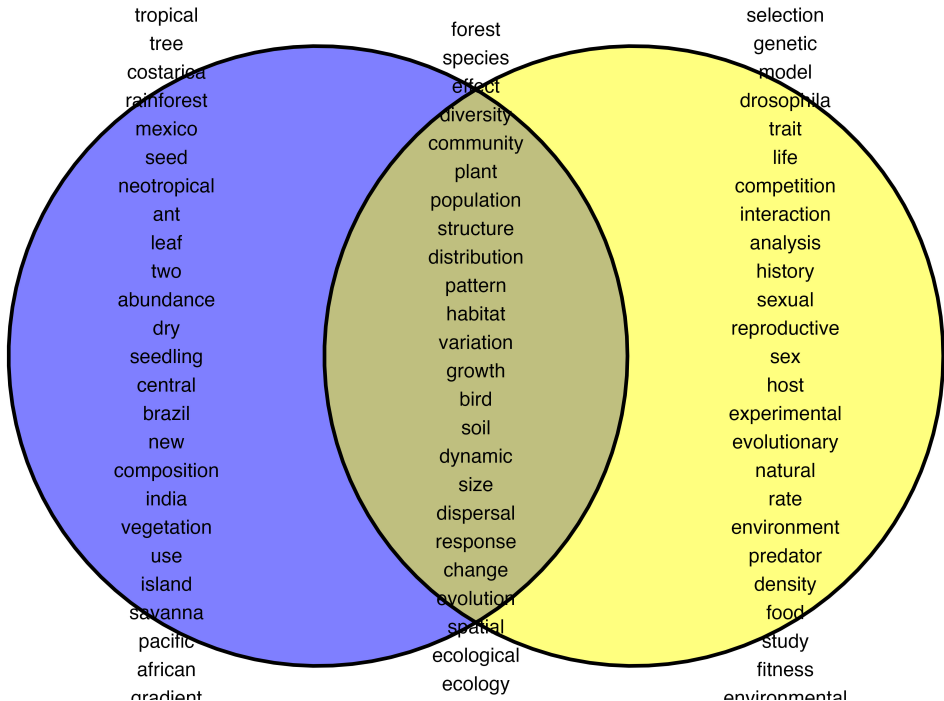 tropical
tree
costarica
rainforest
mexico
seed
neotropical
ant
leaf
two
abundance
dry
seedling
central
brazil
new
composition
india
vegetation
use
island
savanna
pacific
african
gradient
forest
species
effect
diversity
community
plant
population
structure
distribution
pattern
habitat
variation
growth
bird
soil
dynamic
size
dispersal
response
change
evolution
spatial
ecological
ecology
selection
genetic
model
drosophila
trait
life
competition
interaction
analysis
history
sexual
reproductive
sex
host
experimental
evolutionary
natural
rate
environment
predator
density
food
study
fitness
environmental